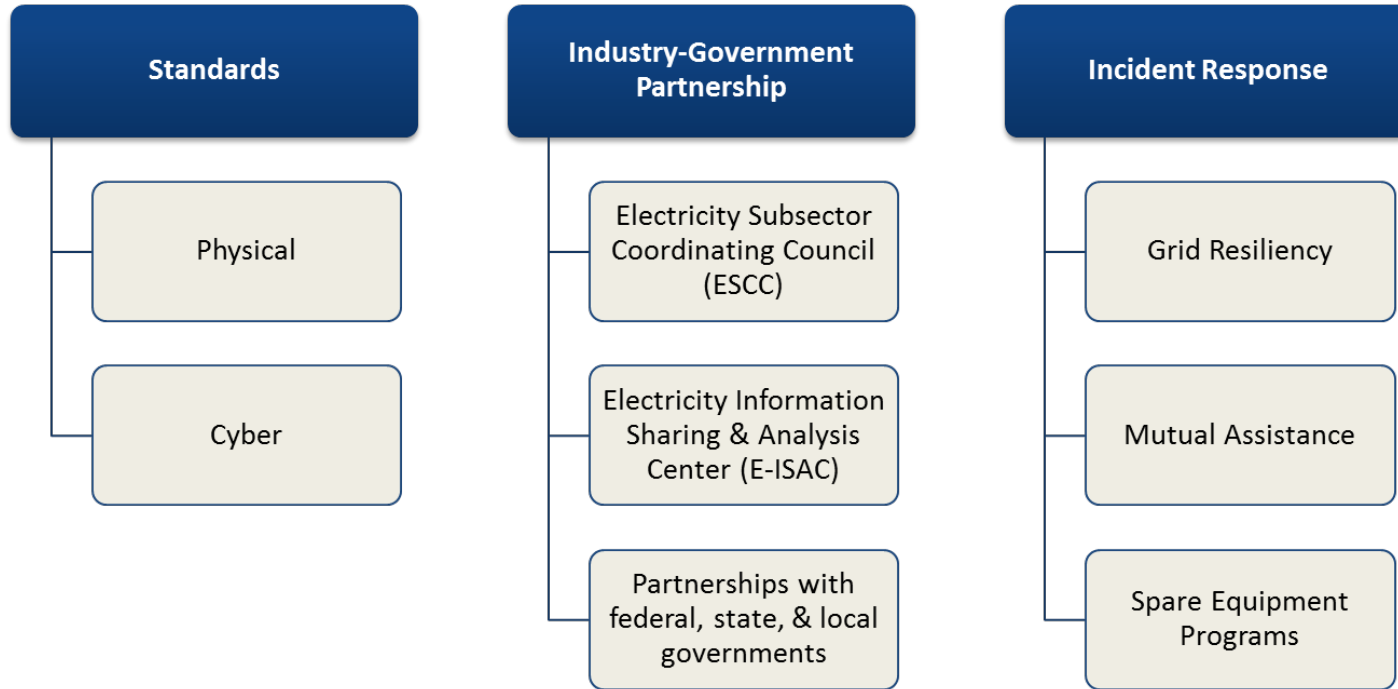 Standards
Physical
Cyber
Industry-Government
Partnership
Electricity Subsector
Coordinating Council
(ESCC)
Electricity Information
Sharing & Analysis
Center (E-ISAC)
Partnerships with
federal, state, & local
governments
Incident Response
Grid Resiliency
Mutual Assistance
Spare Equipment
Programs